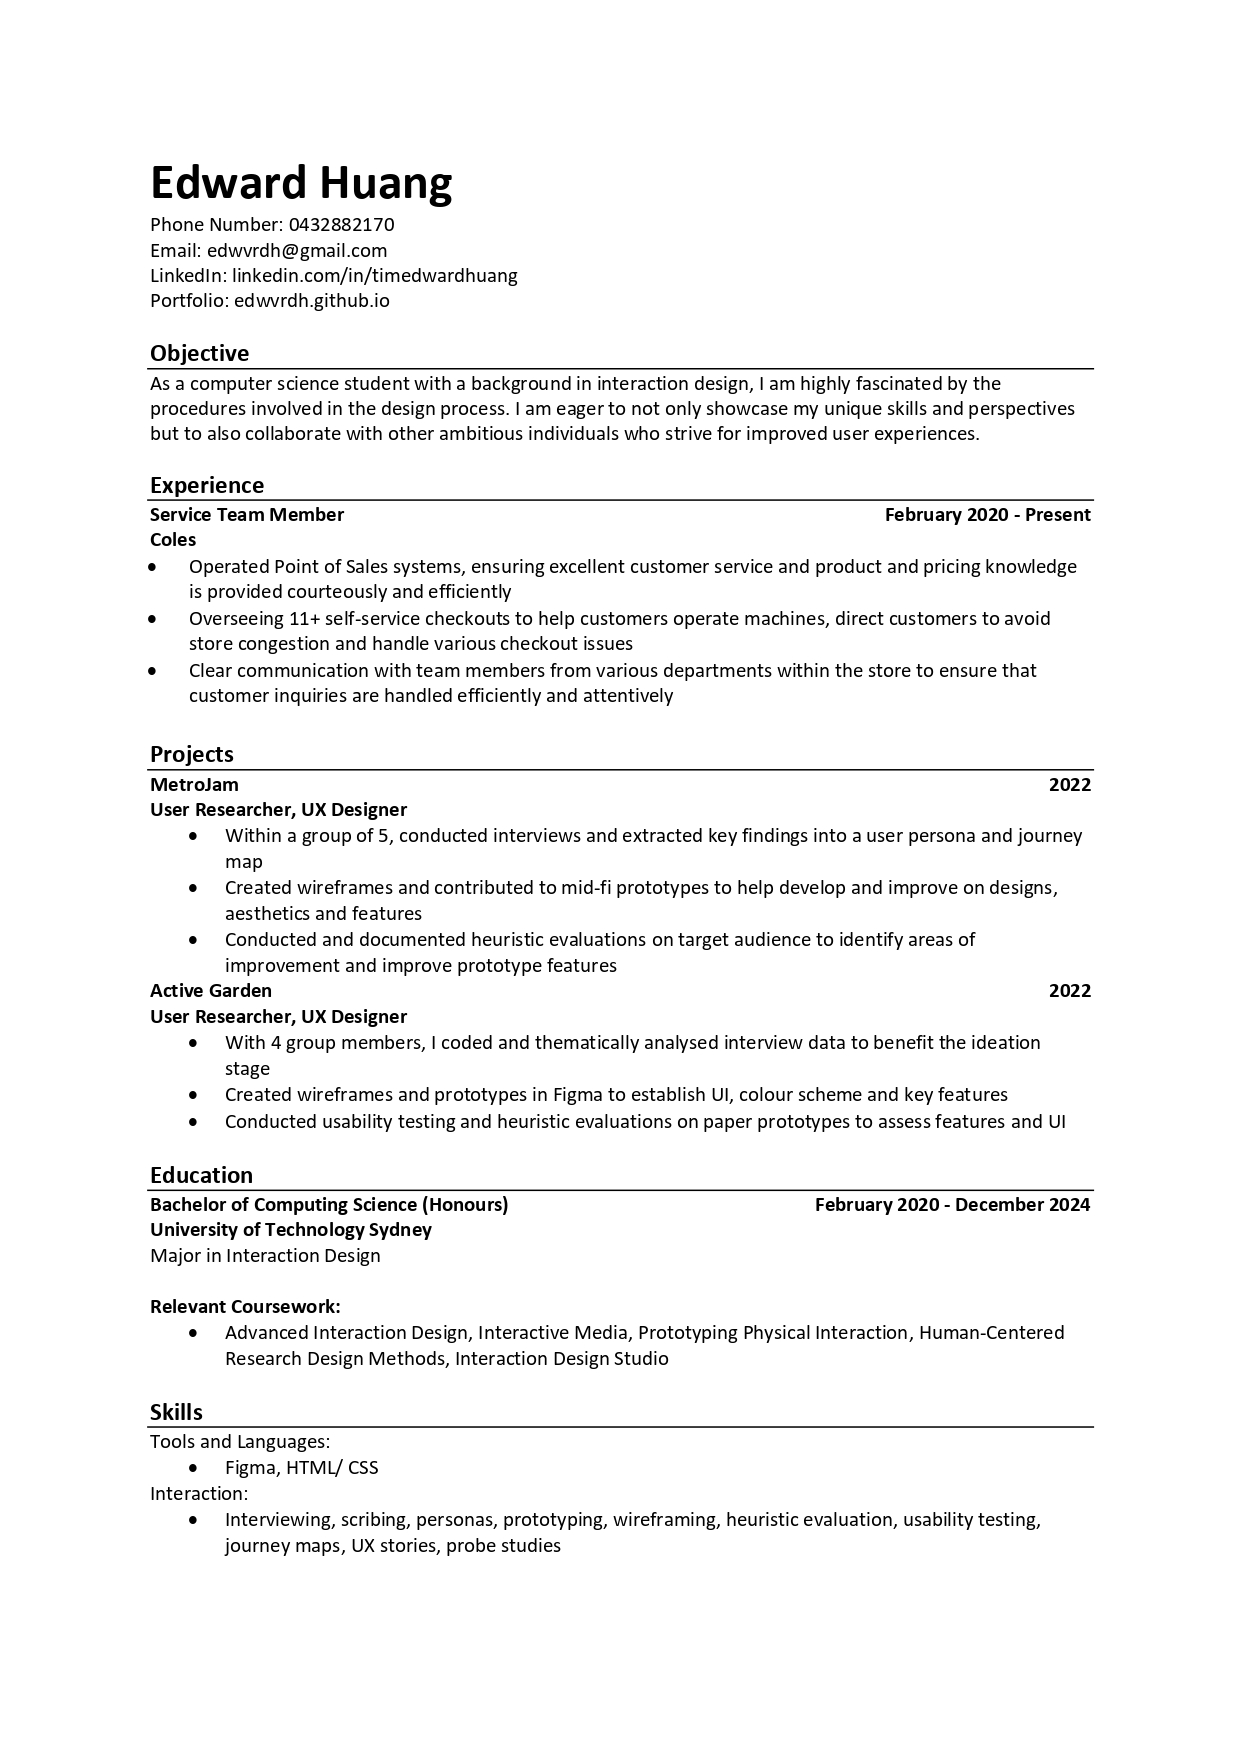 Edward Huang
Phone Number: 0432882170
Email: edwvrdh@gmail.com
LinkedIn: linkedin.com/in/timedwardhuang
Portfolio: edwvrdh.github.io
Objective
As a computer science student with a background in interaction design, I am highly fascinated by the
procedures involved in the design process. I am eager to not only showcase my unique skills and perspectives
but to also collaborate with other ambitious individuals who strive for improved user experiences.
Experience
Service Team Member February 2020 - Present
Coles
• Operated Point of Sales systems, ensuring excellent customer service and product and pricing knowledge
is provided courteously and efficiently
• Overseeing 11+ self-service checkouts to help customers operate machines, direct customers to avoid
store congestion and handle various checkout issues
• Clear communication with team members from various departments within the store to ensure that
customer inquiries are handled efficiently and attentively
Projects
MetroJam 2022
User Researcher, UX Designer
• Within a group of 5, conducted interviews and extracted key findings into a user persona and journey
map
• Created wireframes and contributed to mid-fi prototypes to help develop and improve on designs,
aesthetics and features
• Conducted and documented heuristic evaluations on target audience to identify areas of
improvement and improve prototype features
Active Garden 2022
User Researcher, UX Designer
• With 4 group members, I coded and thematically analysed interview data to benefit the ideation
stage
• Created wireframes and prototypes in Figma to establish UI, colour scheme and key features
• Conducted usability testing and heuristic evaluations on paper prototypes to assess features and UI
Education
Bachelor of Computing Science (Honours) February 2020 - December 2024
University of Technology Sydney
Major in Interaction Design
Relevant Coursework:
• Advanced Interaction Design, Interactive Media, Prototyping Physical Interaction, Human-Centered
Research Design Methods, Interaction Design Studio
Skills
Tools and Languages:
• Figma, HTML/ CSS
Interaction:
• Interviewing, scribing, personas, prototyping, wireframing, heuristic evaluation, usability testing,
journey maps, UX stories, probe studies